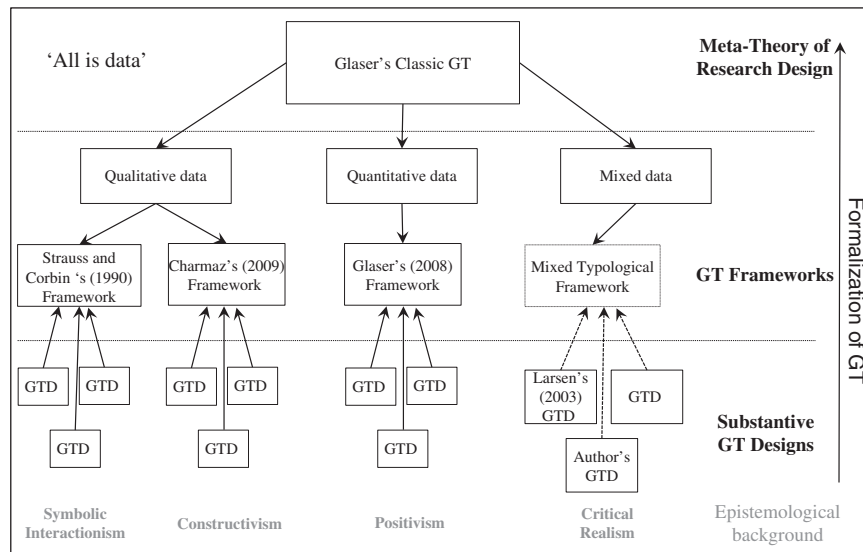 'All is data'
Glaser's Classic GT
Meta-Theory of
Research Design
Qualitative data
Quantitative data
Mixed data
Strauss and
Corbin 's (1990)
Framework
Charmaz's (2009)
Framework
Glaser's (2008)
Framework
Mixed Typological
Framework
GT Frameworks
Formalization of GT
GTD
GTD
GTD
GTD
GTD
GTD
Larsen's
(2003)
GTD
GTD
GTD
GTD
GTD
Author's
GTD
Substantive
GT Designs
Symbolic
Interactionism
Constructivism
Positivism
Critical
Realism
Epistemological
background